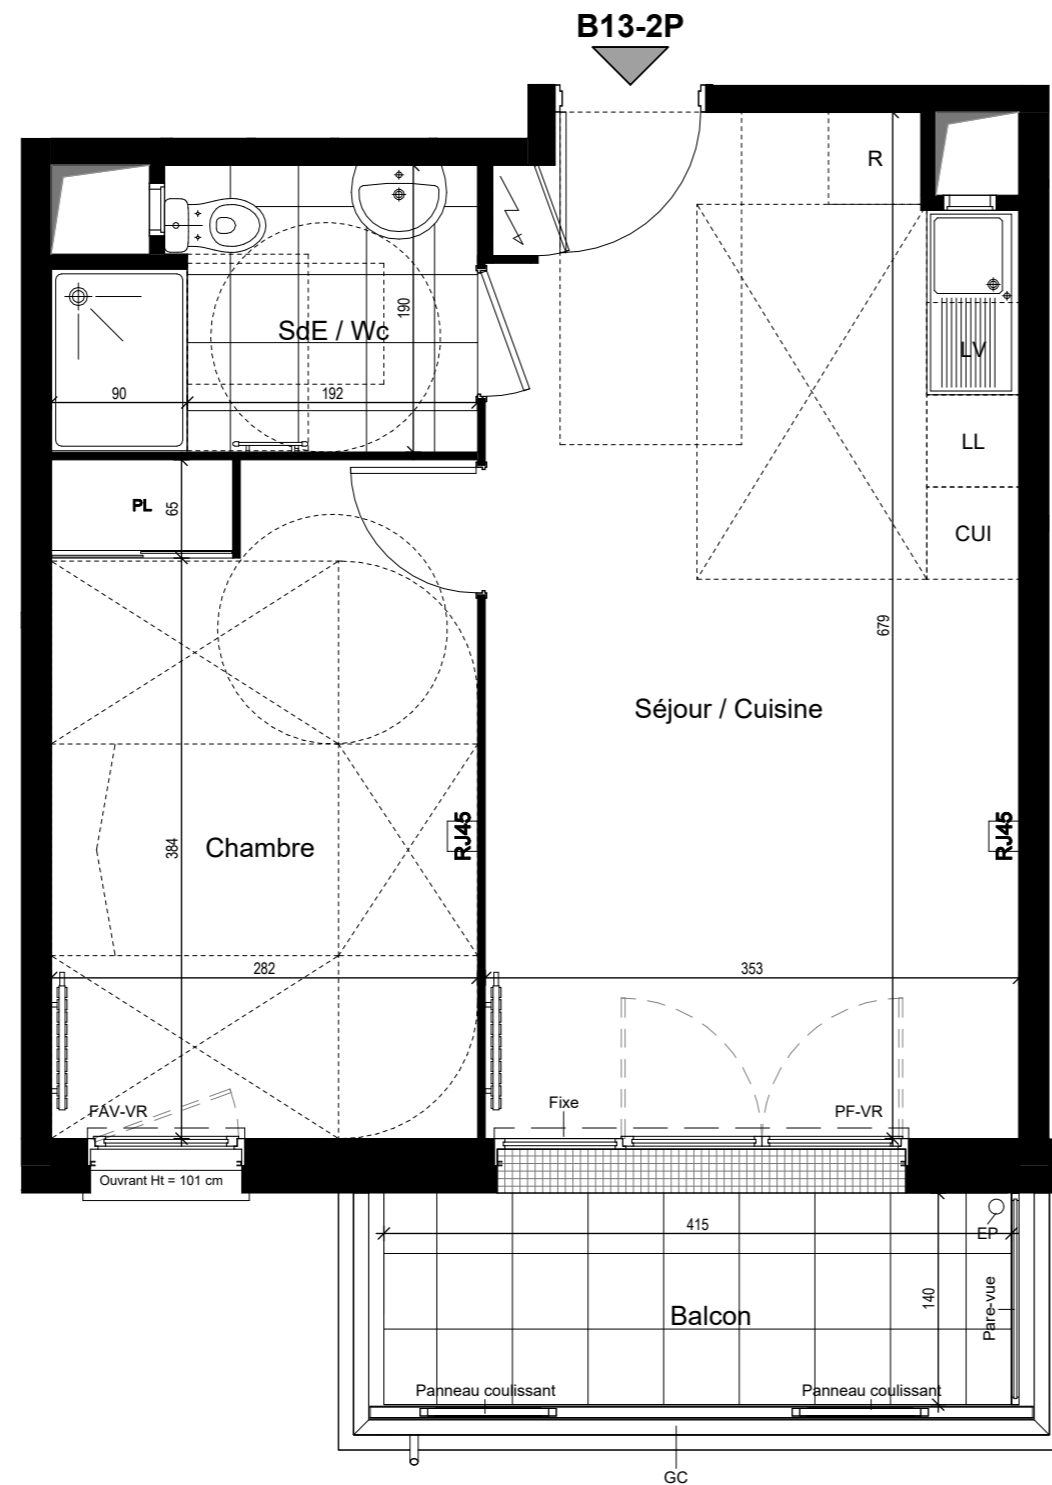 B13-2P
R
SdE / Wc
190
LV
90
192
LL
PL
65
CUI
679
Séjour / Cuisine
RJ45
RJ45
Chambre
384
282
353
Fixe
FAV-VR
PF-VR
Ouvrant Ht = 101 cm
415
EP
140
Pare-vue
Balcon
Panneau coulissant
Panneau coulissant
GC